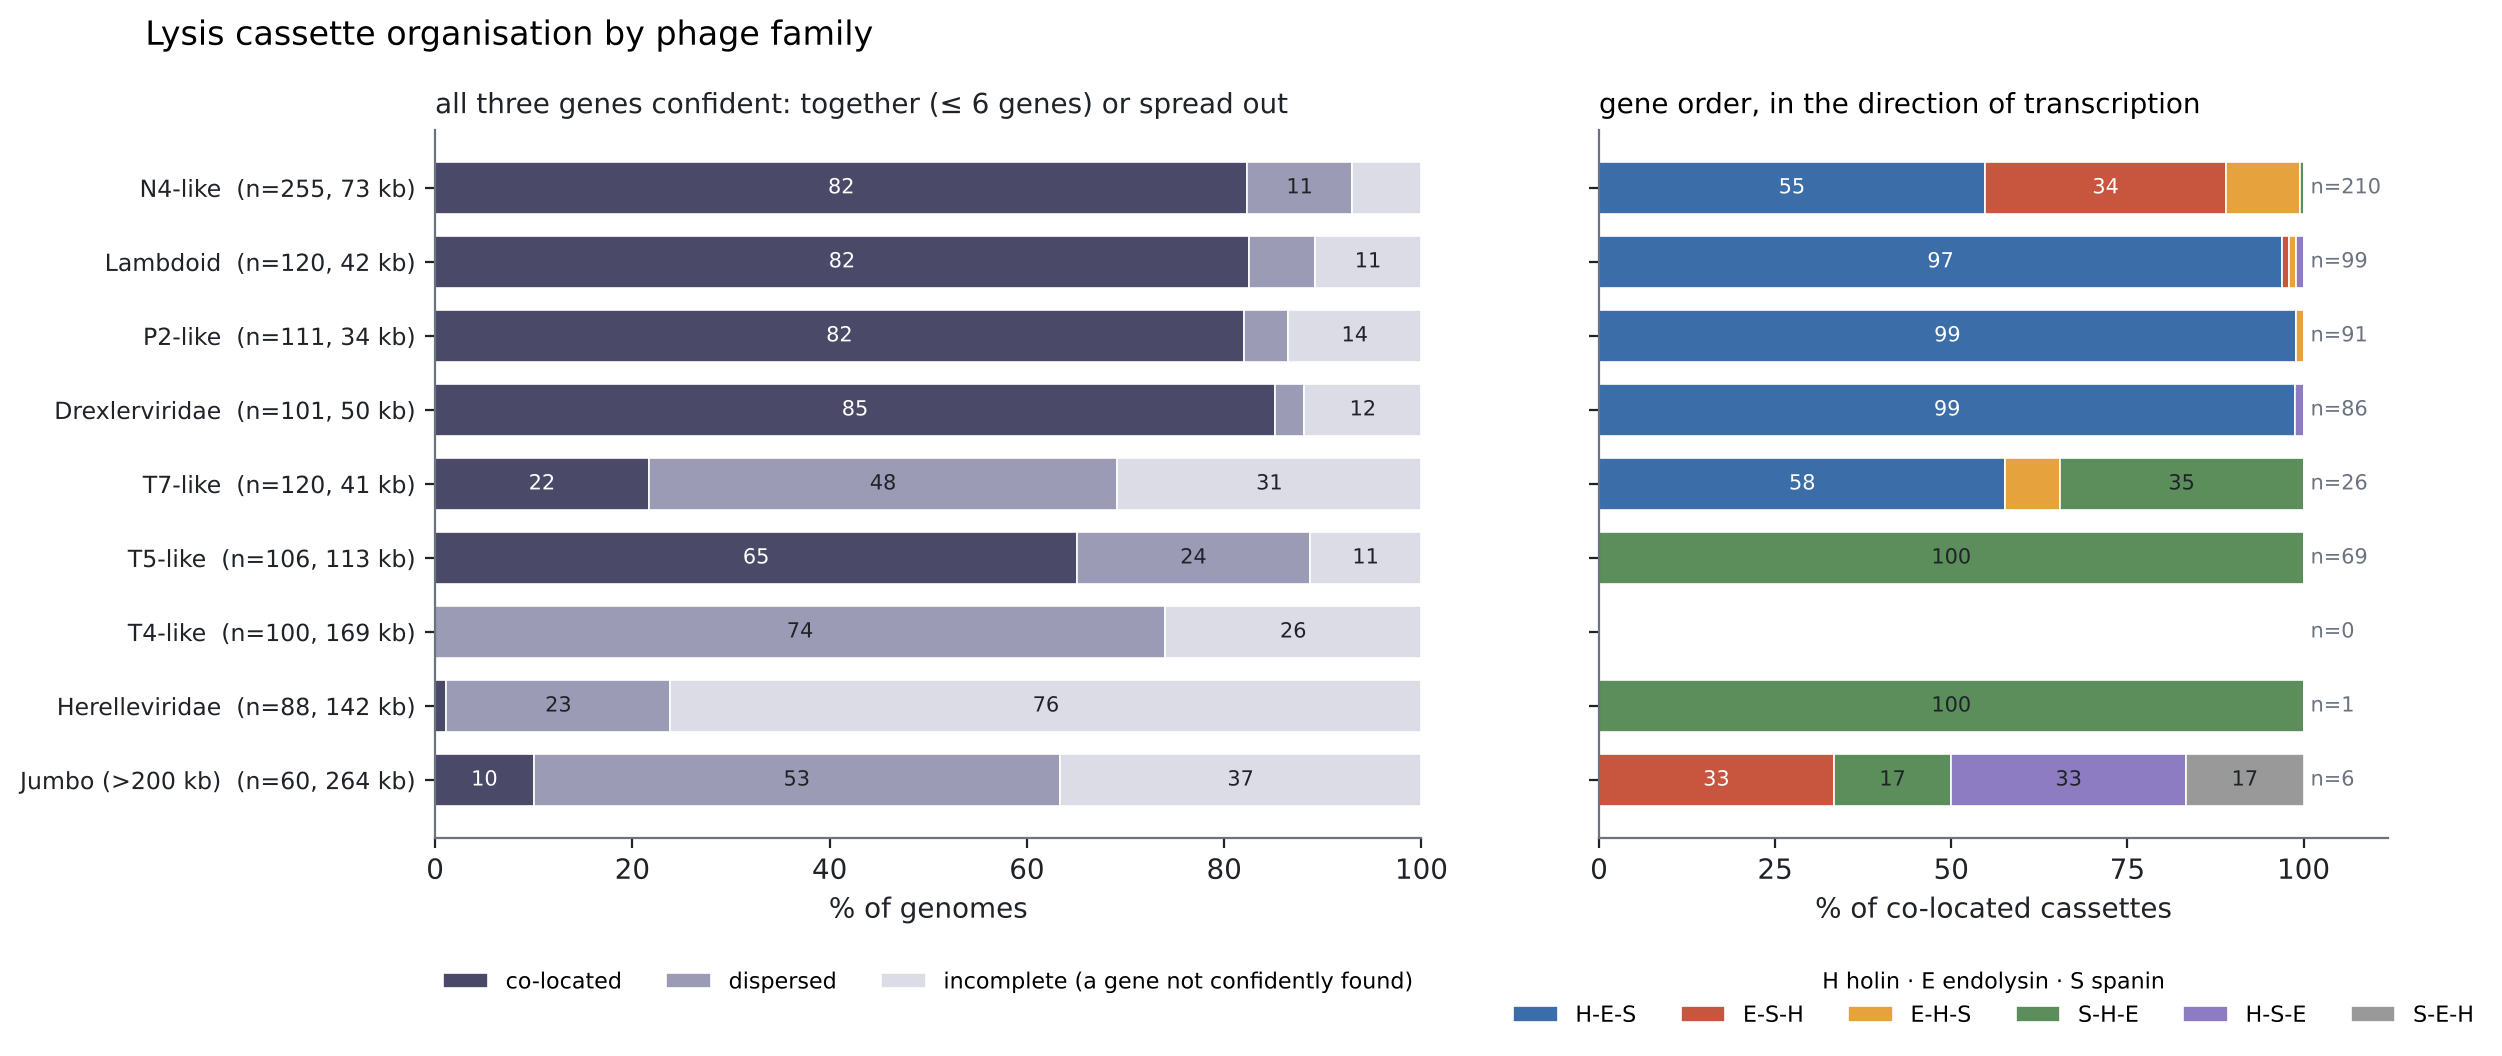 Lysis cassette organisation by phage family
all three genes confident: together (≤ 6 genes) or spread out
N4-like (n=255, 73 kb) 82 11
Lambdoid (n=120, 42 kb) 82 11
P2-like (n=111, 34 kb) 82 14
Drexlerviridae (n=101, 50 kb) 85 12
T7-like (n=120, 41 kb) 22 48 31
T5-like (n=106, 113 kb) 65 24 11
T4-like (n=100, 169 kb) 74 26
Herelleviridae (n=88, 142 kb) 23 76
Jumbo (>200 kb) (n=60, 264 kb) 10 53 37
0 20 40 60 80 100
% of genomes
co-located dispersed incomplete (a gene not confidently found)
gene order, in the direction of transcription
55 34 n=210
97 n=99
99 n=91
99 n=86
58 35 n=26
100 n=69
n=0
100 n=1
33 17 33 17 n=6
0 25 50 75 100
% of co-located cassettes
H holin · E endolysin · S spanin
H-E-S E-S-H E-H-S S-H-E H-S-E S-E-H